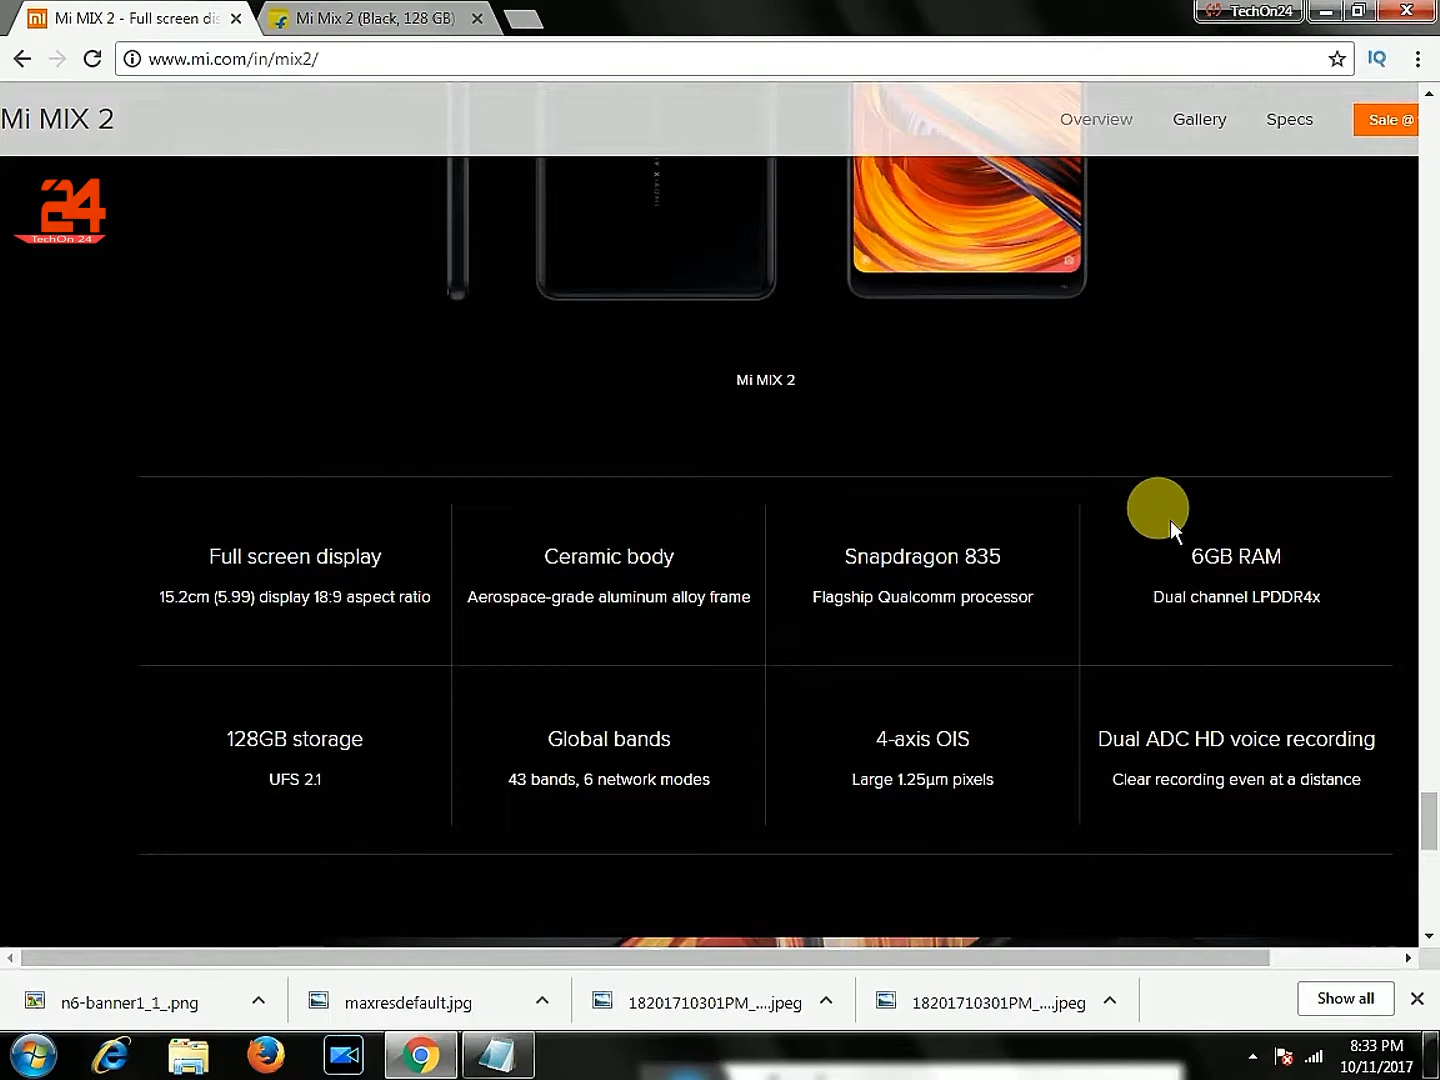 Mi MIX 2 - Full screen dis
Mi Mix 2 (Black, 128 GB)
TechOn24
www.mi.com/in/mix2/
IQ
Mi MIX 2
Overview
Gallery
Specs
Sale @
24
TechOn 24
XIAOMI
Mi MIX 2
Full screen display
Ceramic body
Snapdragon 835
6GB RAM
15.2cm (5.99) display 18:9 aspect ratio
Aerospace-grade aluminum alloy frame
Flagship Qualcomm processor
Dual channel LPDDR4x
128GB storage
Global bands
4-axis OIS
Dual ADC HD voice recording
UFS 2.1
43 bands, 6 network modes
Large 1.25µm pixels
Clear recording even at a distance
n6-banner1_1_.png
maxresdefault.jpg
18201710301PM_....jpeg
18201710301PM_....jpeg
Show all
8:33 PM
10/11/2017